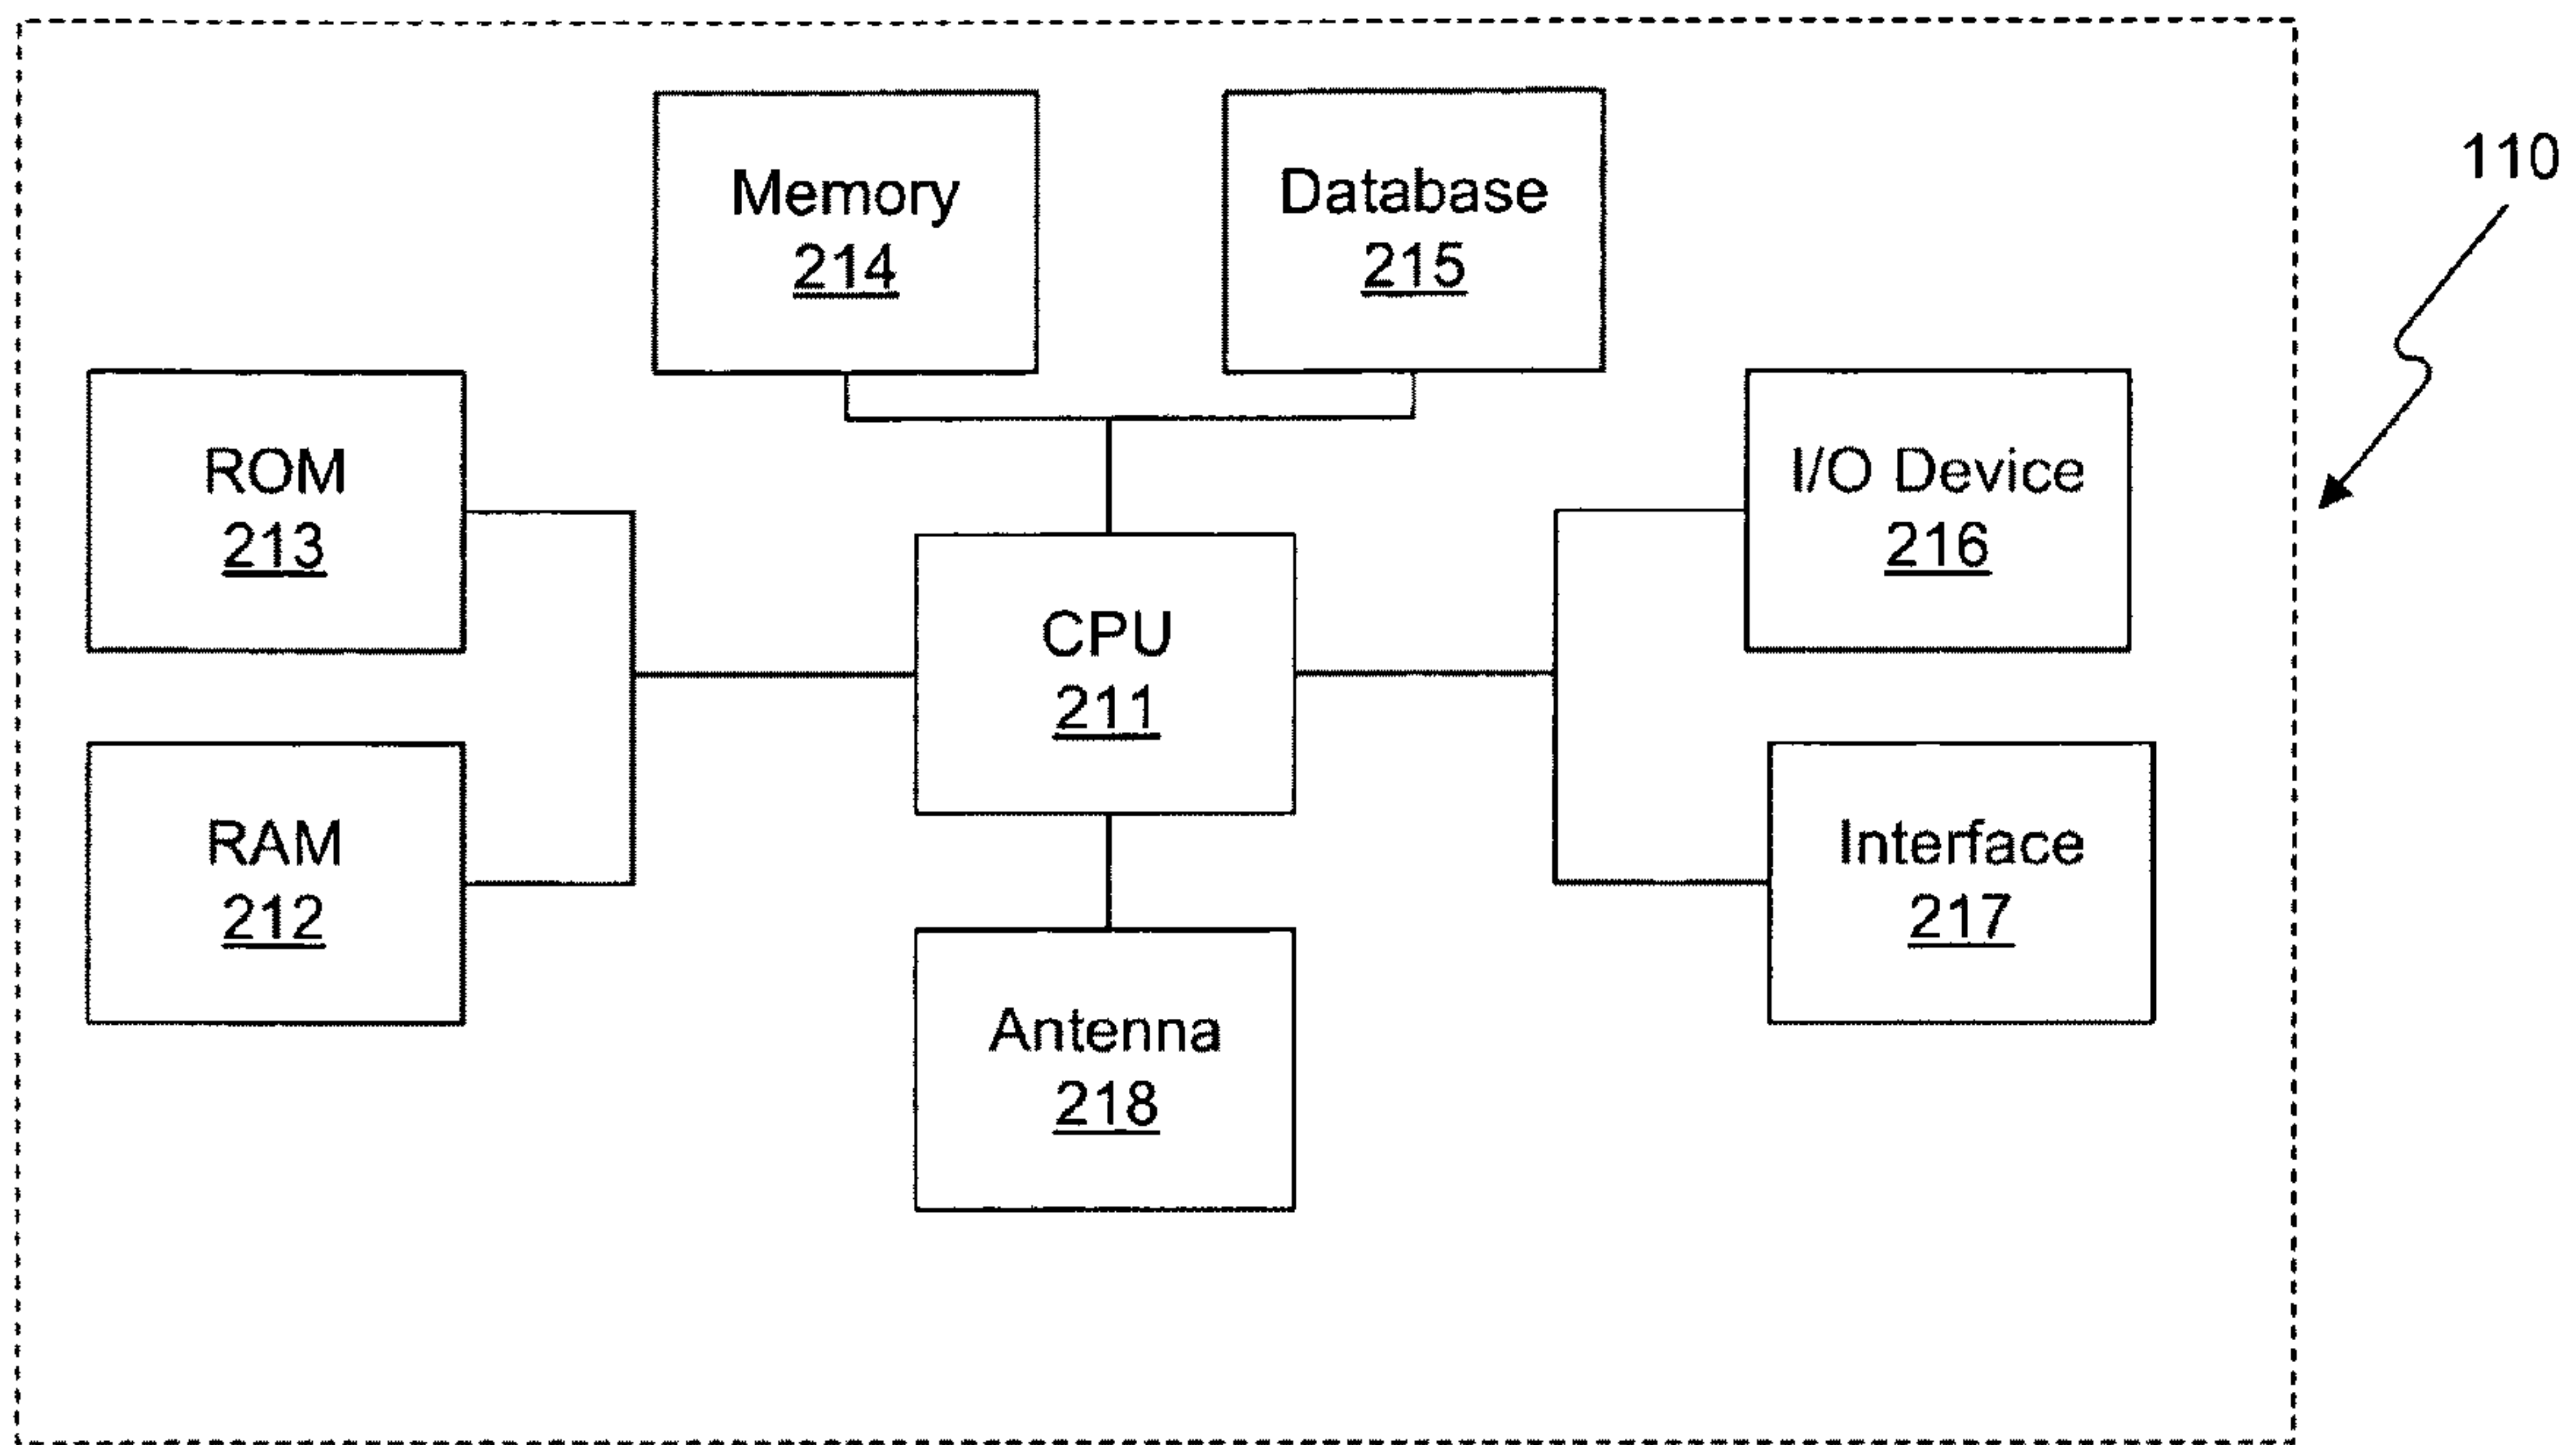 110
Memory
214
Database
215
ROM
213
I/O Device
216
CPU
211
RAM
212
Interface
217
Antenna
218